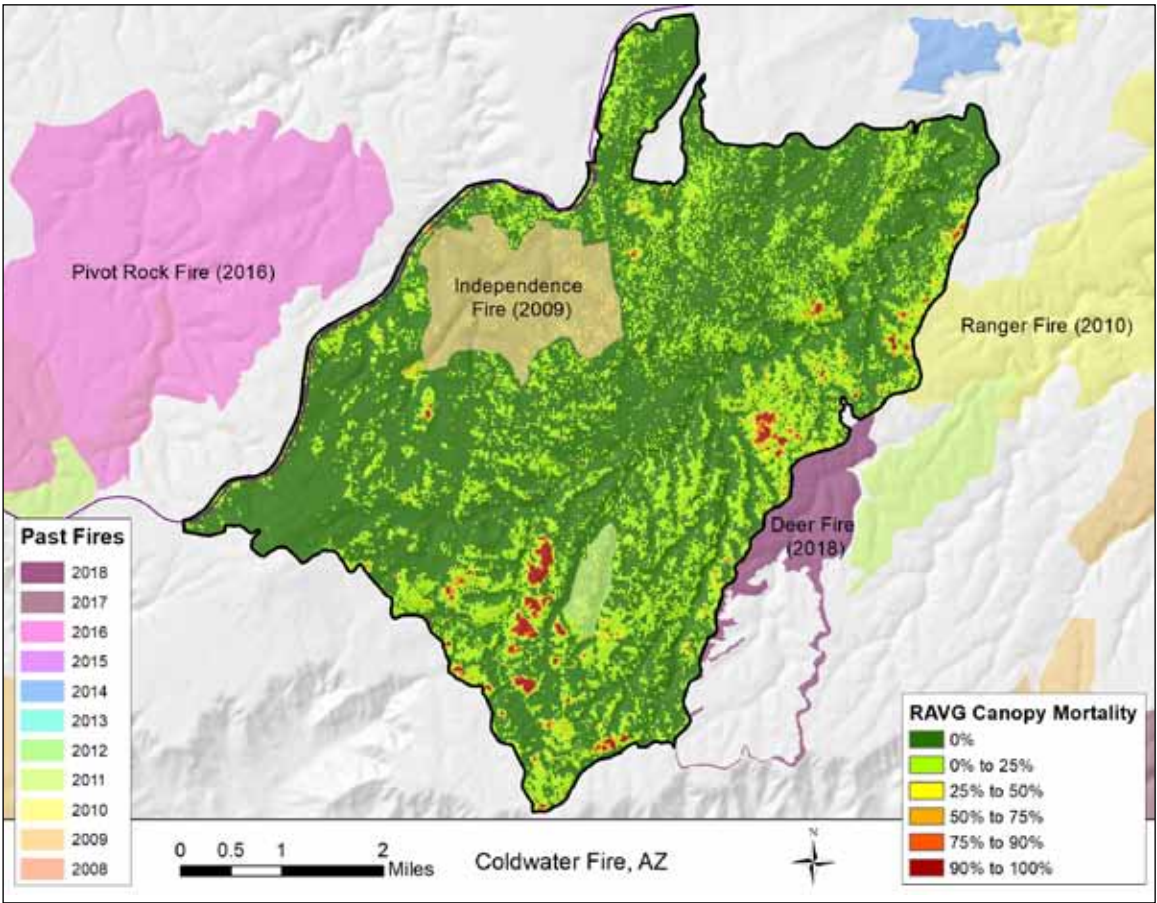 Pivot Rock Fire (2016)
Independence
Fire (2009)
Ranger Fire (2010)
Deer Fire
(2018)
Past Fires
2018
2017
2016
2015
2014
2013
2012
2011
2010
2009
2008
0 0.5 1 2
Miles
Coldwater Fire, AZ
N
RAVG Canopy Mortality
0%
0% to 25%
25% to 50%
50% to 75%
75% to 90%
90% to 100%